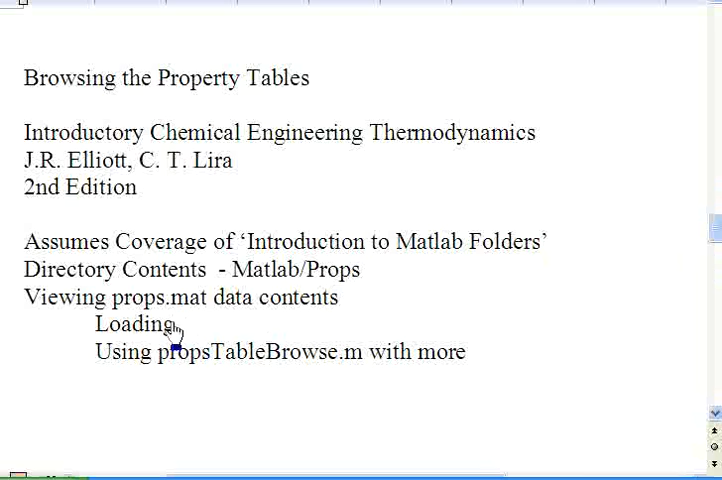 Browsing the Property Tables
Introductory Chemical Engineering Thermodynamics
J.R. Elliott, C. T. Lira
2nd Edition
Assumes Coverage of ‘Introduction to Matlab Folders’
Directory Contents - Matlab/Props
Viewing props.mat data contents
Loading
Using propsTableBrowse.m with more